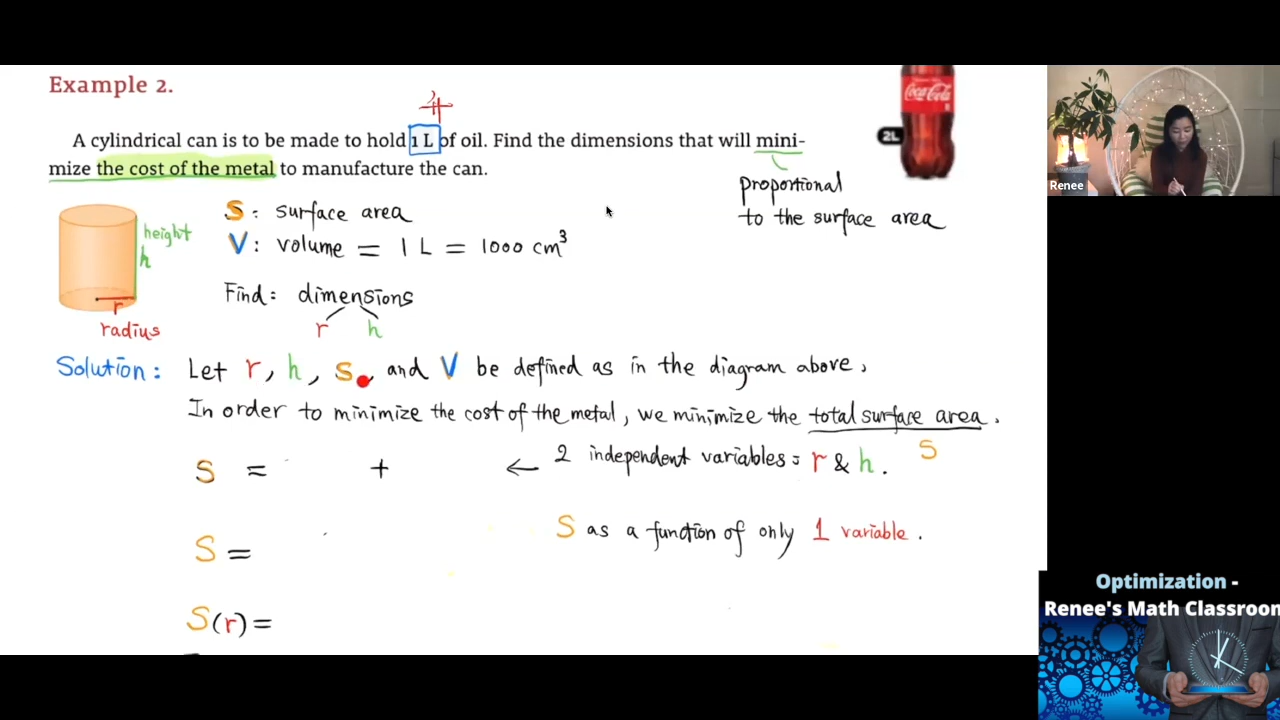 Example 2.
升
A cylindrical can is to be made to hold 1 L of oil. Find the dimensions that will mini-
mize the cost of the metal to manufacture the can.
Coca-Cola
2L
proportional
to the surface area
Renee
height
h
r
radius
S: surface area
V: volume = 1 L = 1000 cm³
Find: dimensions
r h
Solution: Let r, h, S, and V be defined as in the diagram above,
In order to minimize the cost of the metal, we minimize the total surface area.
S
S = + ← 2 independent variables: r & h.
S = S as a function of only 1 variable.
S(r) =
Optimization -
Renee's Math Classroom